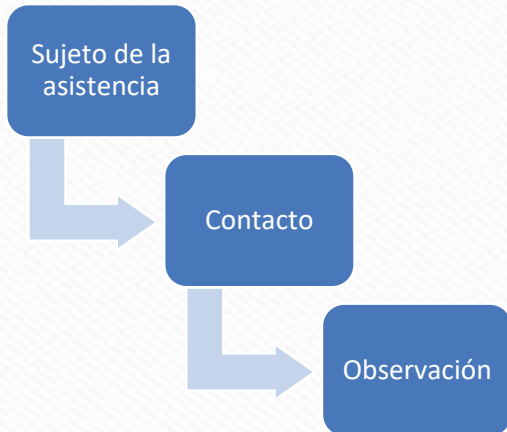 Sujeto de la
asistencia
Contacto
Observación